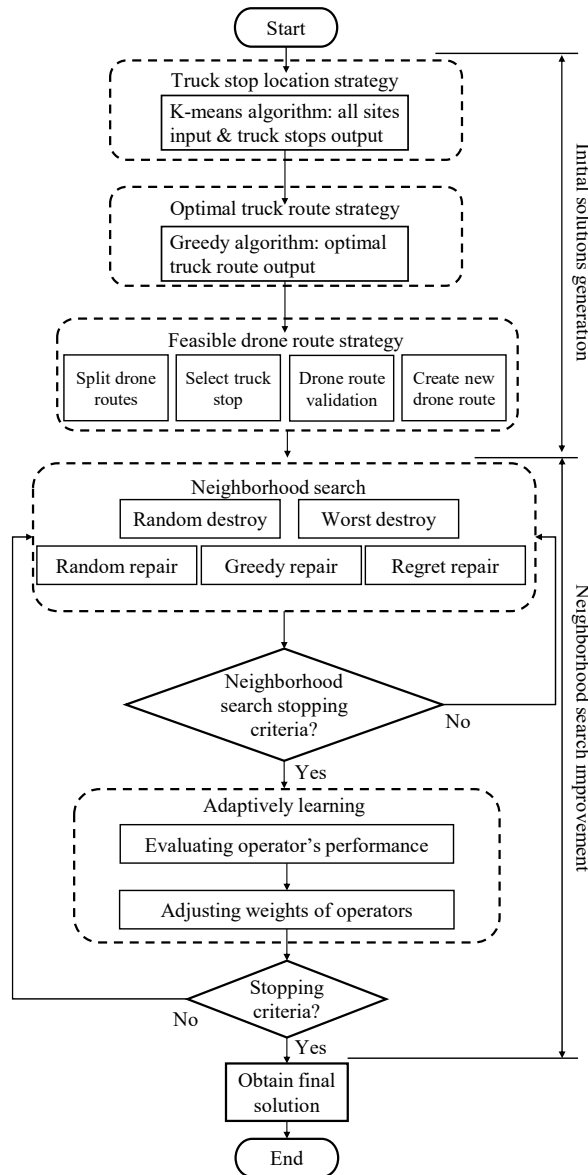 Start
Truck stop location strategy
K-means algorithm: all sites
input & truck stops output
Optimal truck route strategy
Greedy algorithm: optimal
truck route output
Feasible drone route strategy
Split drone
routes
Select truck
stop
Drone route
validation
Create new
drone route
Initial solutions generation
Neighborhood search
Random destroy
Worst destroy
Random repair
Greedy repair
Regret repair
Neighborhood
search stopping
criteria?
No
Yes
Adaptively learning
Evaluating operator's performance
Adjusting weights of operators
Stopping
criteria?
No
Yes
Neighborhood search improvement
Obtain final
solution
End